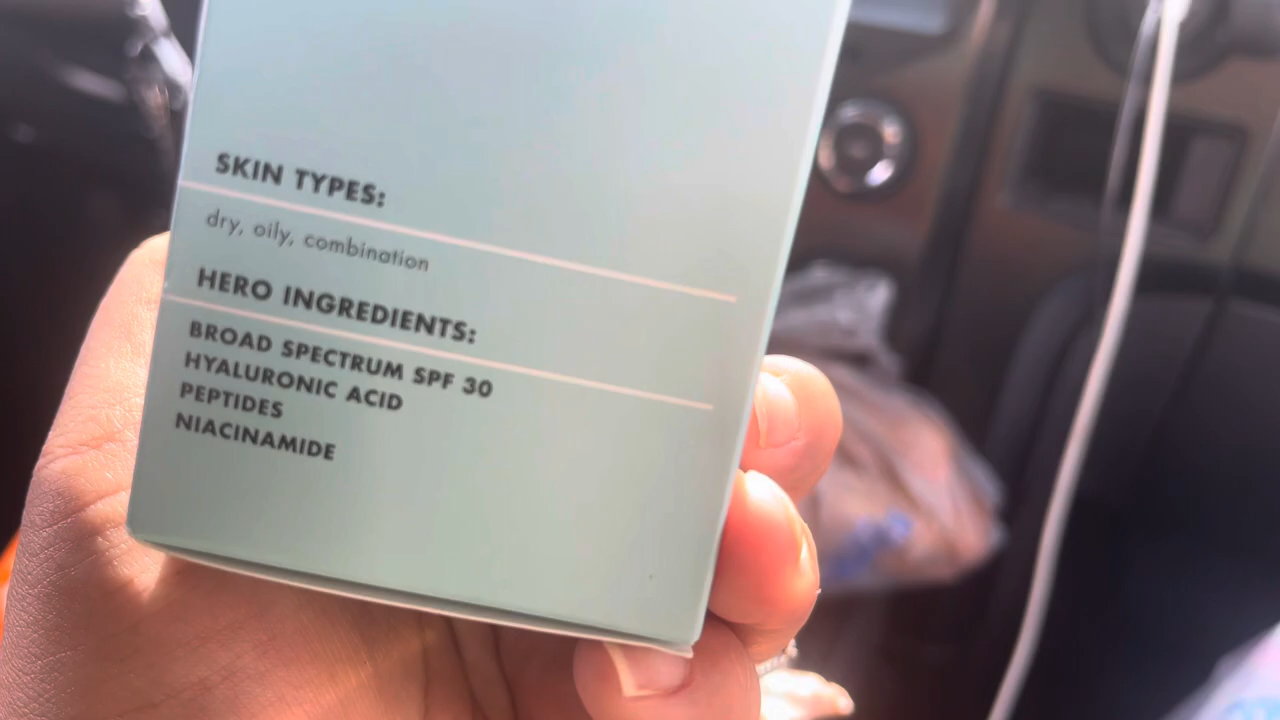 SKIN TYPES:
dry, oily, combination
HERO INGREDIENTS:
BROAD SPECTRUM SPF 30
HYALURONIC ACID
PEPTIDES
NIACINAMIDE